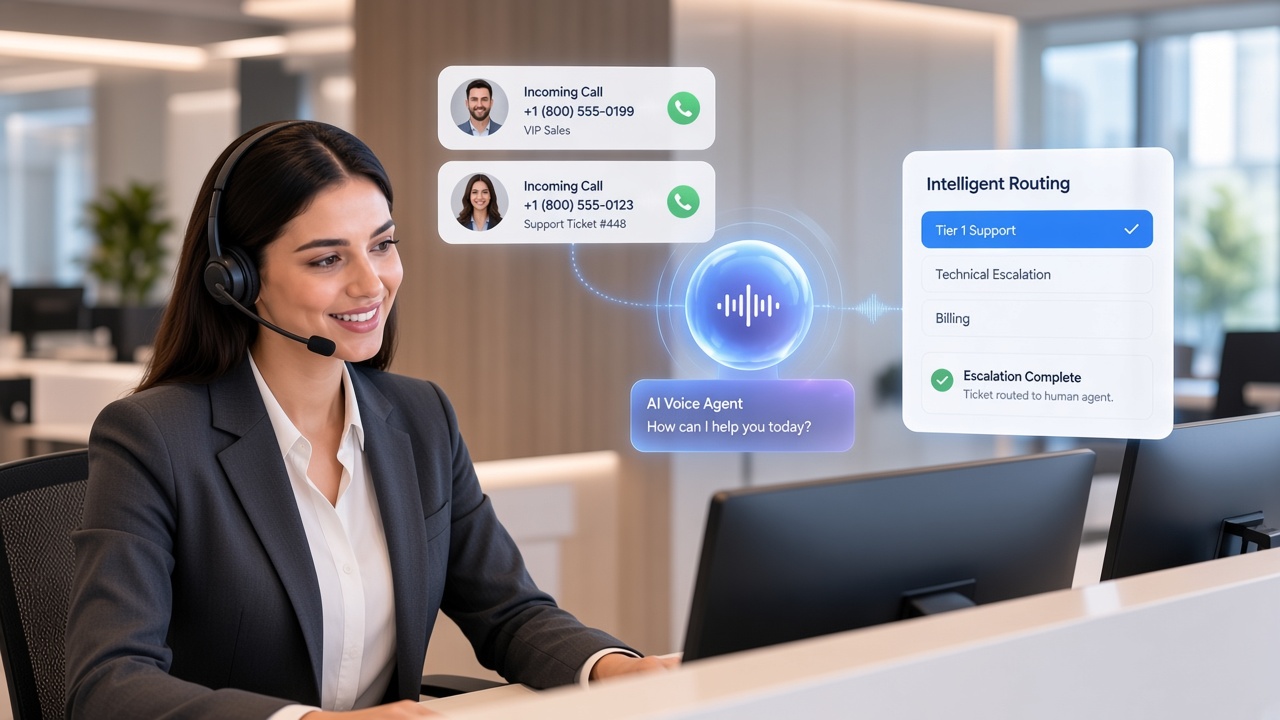 Incoming Call
+1 (800) 555-0199
VIP Sales
Incoming Call
+1 (800) 555-0123
Support Ticket #448
AI Voice Agent
How can I help you today?
Intelligent Routing
Tier 1 Support
Technical Escalation
Billing
Escalation Complete
Ticket routed to human agent.